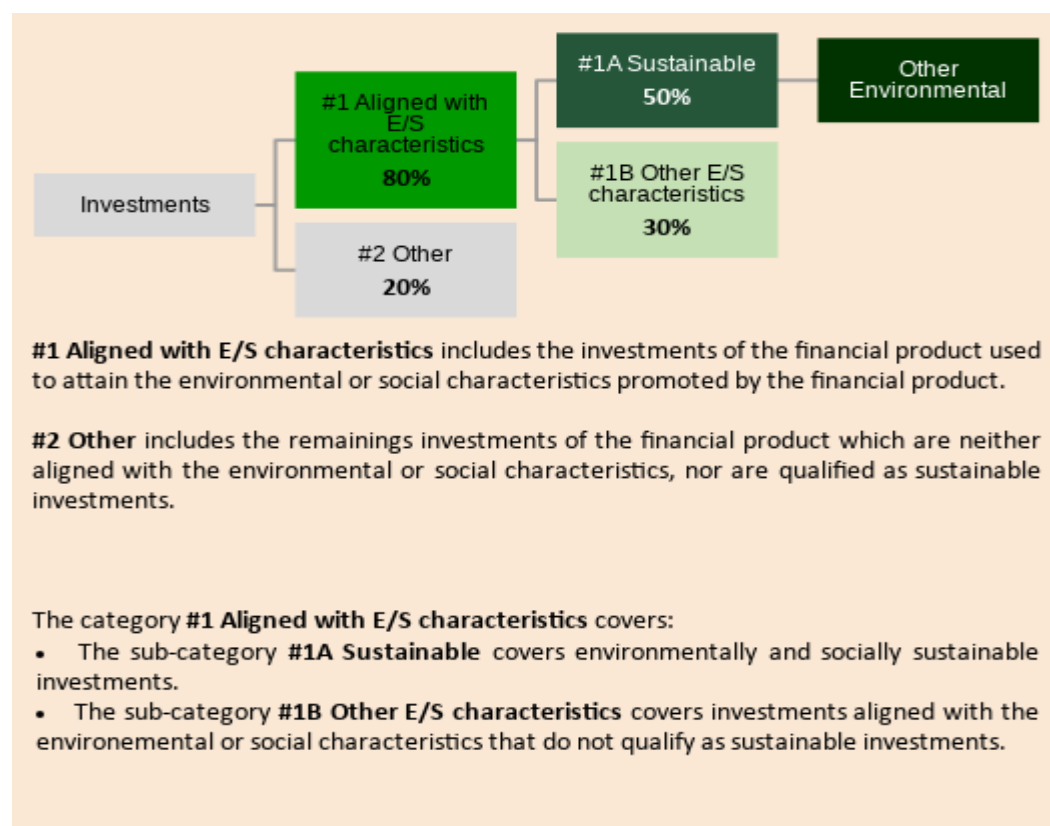 Investments
#1 Aligned with
E/S
characteristics
80%
#2 Other
20%
#1A Sustainable
50%
#1B Other E/S
characteristics
30%
Other
Environmental
#1 Aligned with E/S characteristics includes the investments of the financial product used
to attain the environmental or social characteristics promoted by the financial product.
#2 Other includes the remainings investments of the financial product which are neither
aligned with the environmental or social characteristics, nor are qualified as sustainable
investments.
The category #1 Aligned with E/S characteristics covers:
• The sub-category #1A Sustainable covers environmentally and socially sustainable
investments.
• The sub-category #1B Other E/S characteristics covers investments aligned with the
environemental or social characteristics that do not qualify as sustainable investments.